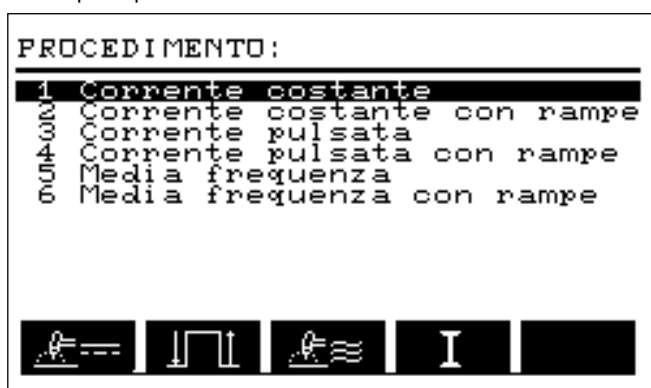 PROCEDIMENTO:
1 Corrente costante
2 Corrente costante con rampe
3 Corrente pulsata
4 Corrente pulsata con rampe
5 Media frequenza
6 Media frequenza con rampe
I